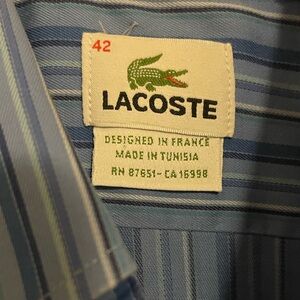 42
LACOSTE
DESIGNED IN FRANCE
MADE IN TUNISIA
RN 87651-CA 16998